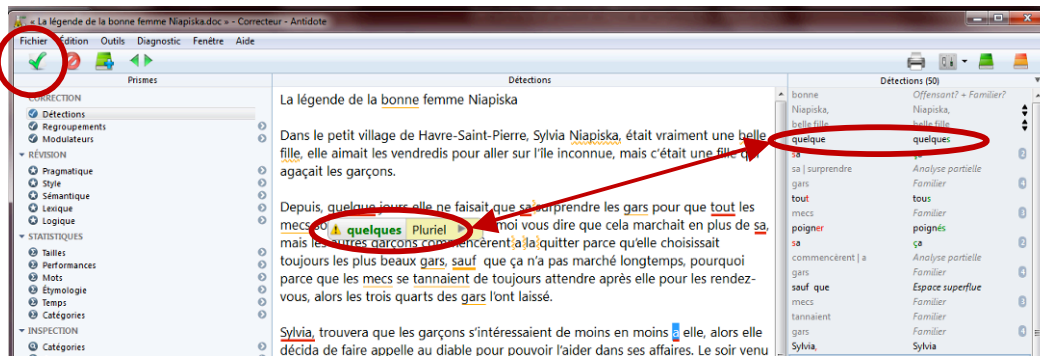 « La légende de la bonne femme Niapiska.doc » - Correcteur - Antidote
Fichier Édition Outils Diagnostic Fenêtre Aide
Prismes
CORRECTION
Détections
Regroupements
Modulateurs
RÉVISION
Pragmatique
Style
Sémantique
Lexique
Logique
STATISTIQUES
Tailles
Performances
Mots
Étymologie
Temps
Catégories
INSPECTION
Catégories
Détections
La légende de la bonne femme Niapiska
Dans le petit village de Havre-Saint-Pierre, Sylvia Niapiska, était vraiment une belle
fille, elle aimait les vendredis pour aller sur l'île inconnue, mais c'était une fille qui
agaçait les garçons.
Depuis, quelque jours elle ne faisait que sa surprendre les gars pour que tout les
mecs so
quelques Pluriel
moi vous dire que cela marchait en plus de sa,
mais les autres garçons commencèrent a la quitter parce qu'elle choisissait
toujours les plus beaux gars, sauf que ça n'a pas marché longtemps, pourquoi
parce que les mecs se tannaient de toujours attendre après elle pour les rendez-
vous, alors les trois quarts des gars l'ont laissé.
Sylvia, trouvera que les garçons s'intéressaient de moins en moins a elle, alors elle
décida de faire appelle au diable pour pouvoir l'aider dans ses affaires. Le soir venu
Détections (50)
bonne Offensant? + Familier?
Niapiska, Niapiska,
belle fille belle fille
quelque quelques
sa ça
sa | surprendre Analyse partielle
gars Familier
tout tous
mecs Familier
poigner poignés
sa ça
commencèrent | a Analyse partielle
gars Familier
sauf que Espace superflue
mecs Familier
tannaient Familier
gars Familier
Sylvia, Sylvia